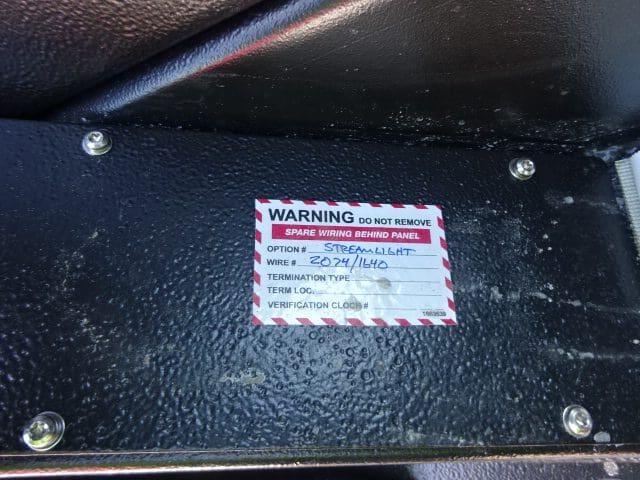 WARNING DO NOT REMOVE
SPARE WIRING BEHIND PANEL
OPTION # STREAMLIGHT
WIRE # 2074/1640
TERMINATION TYPE
TERM LOC.
VERIFICATION CLOCK #